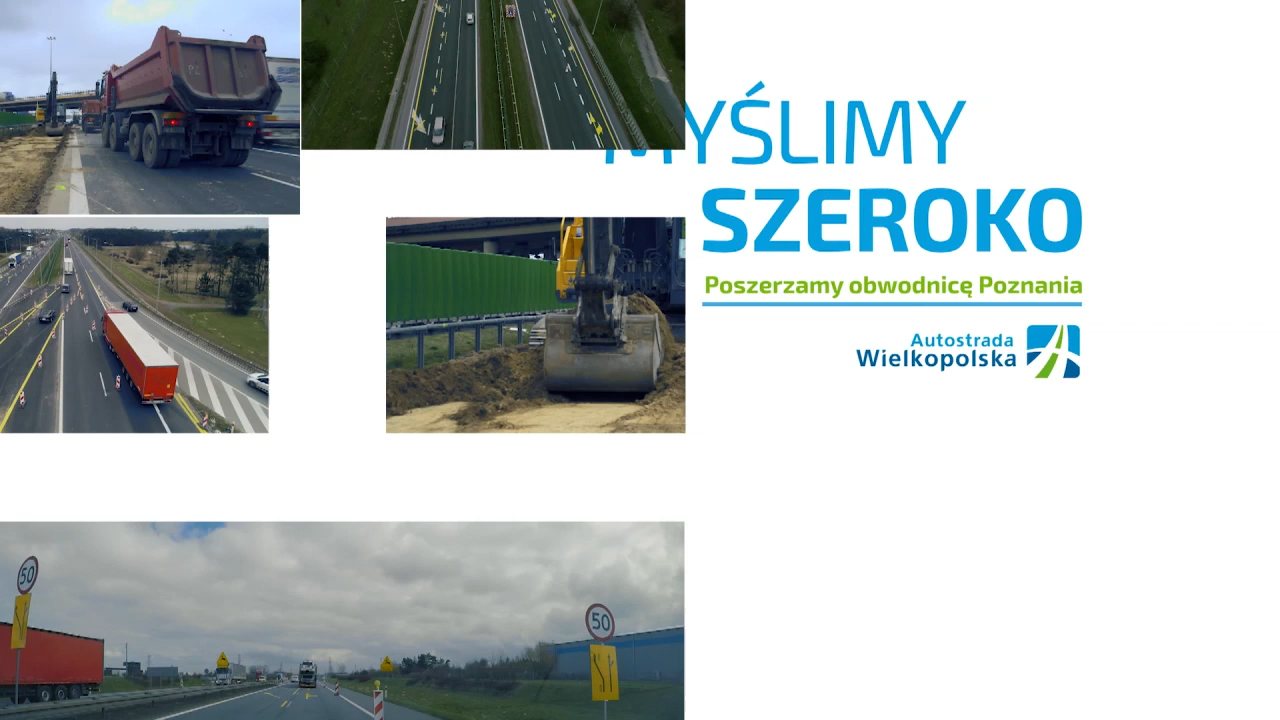 MYŚLIMY
SZEROKO
Poszerzamy obwodnicę Poznania
Autostrada
Wielkopolska
50
50